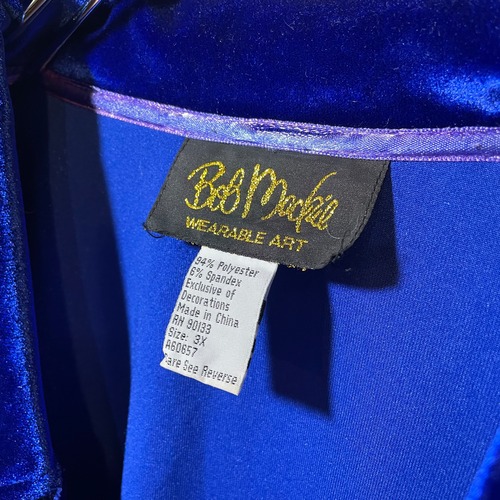 Bob Mackie
WEARABLE ART
94% Polyester
6% Spandex
Exclusive of
Decorations
Made in China
RN 90133
Size: 3X
A60657
Care See Reverse